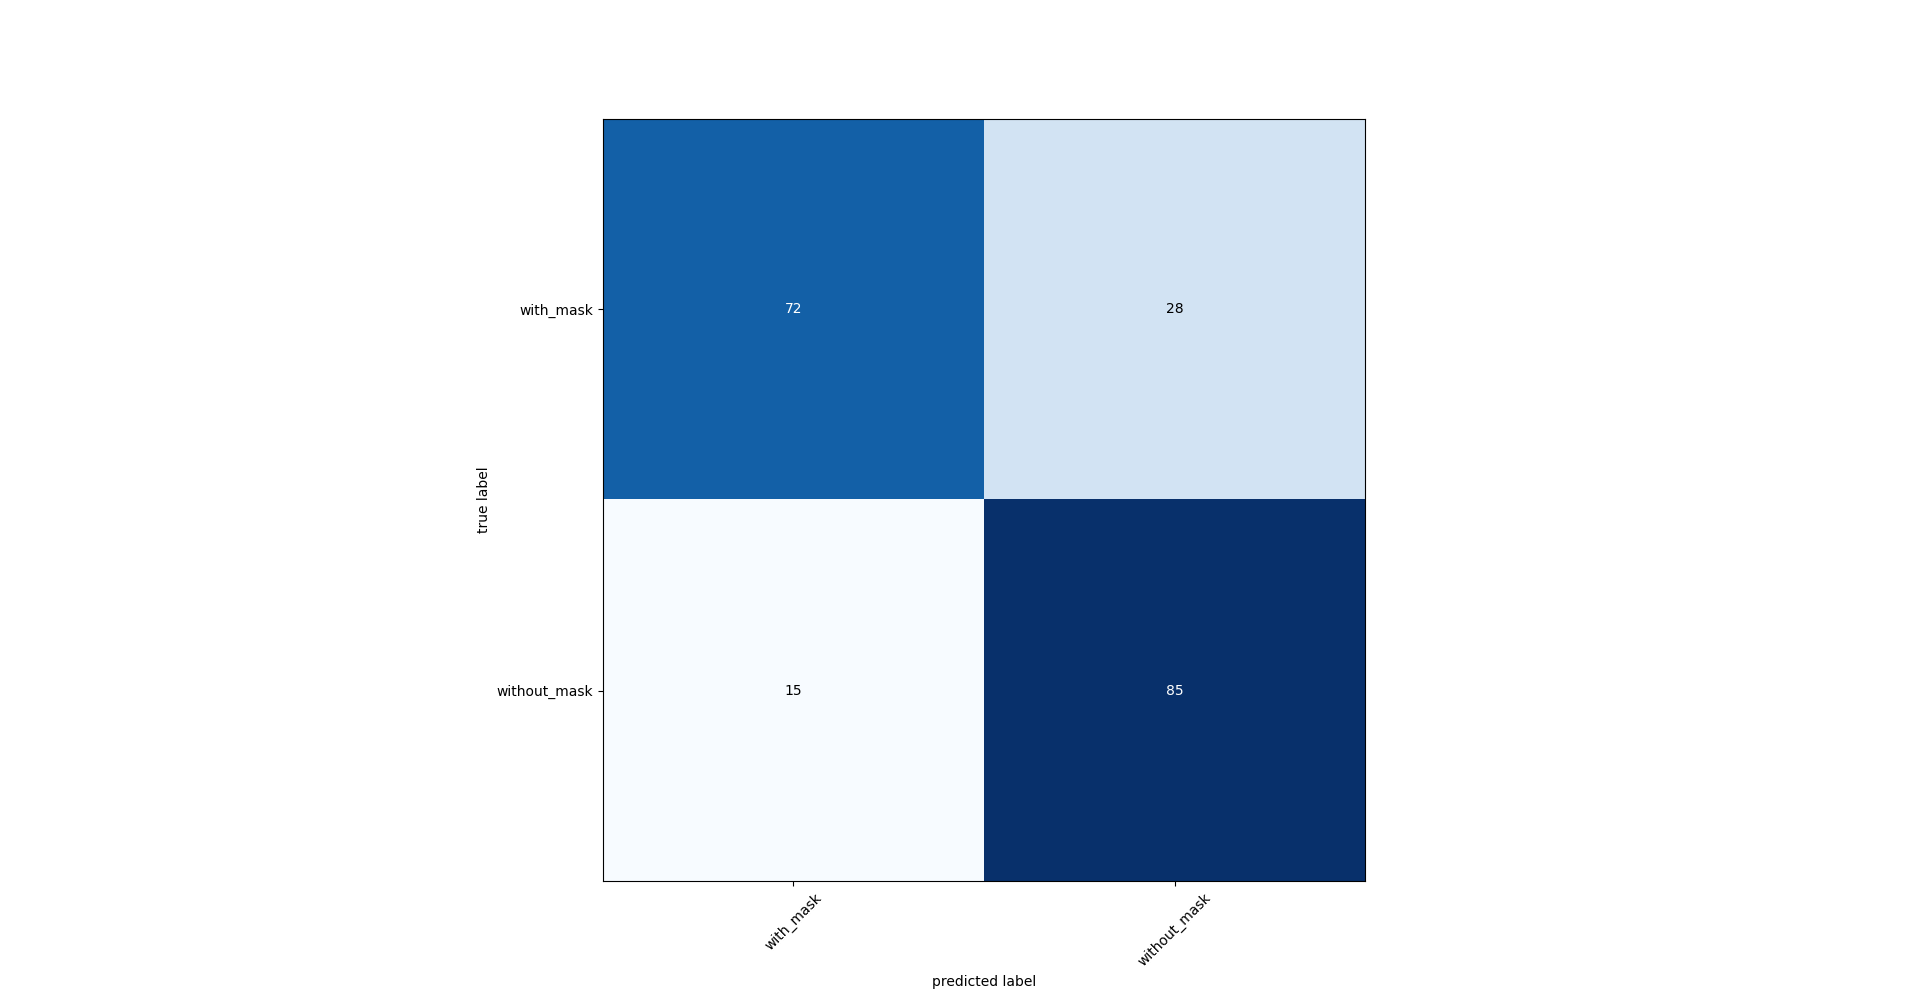 with_mask
72
28
true label
without_mask
15
85
with_mask
without_mask
predicted label